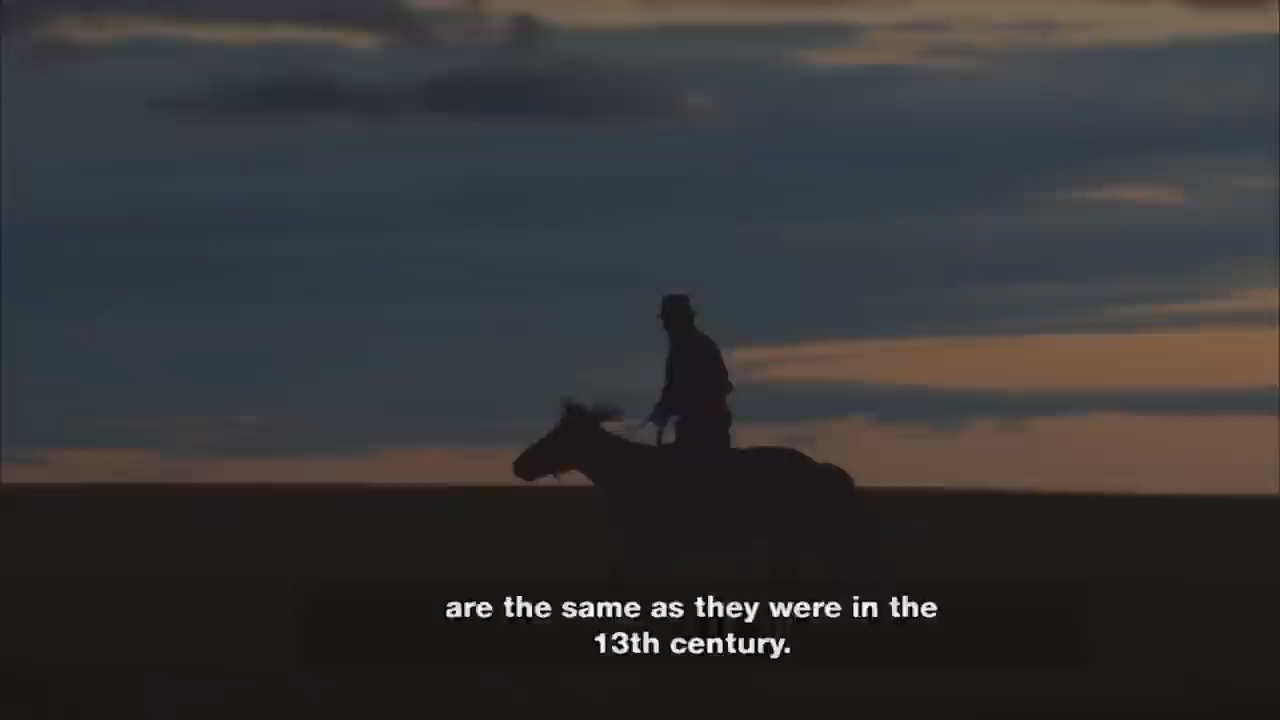 are the same as they were in the
13th century.